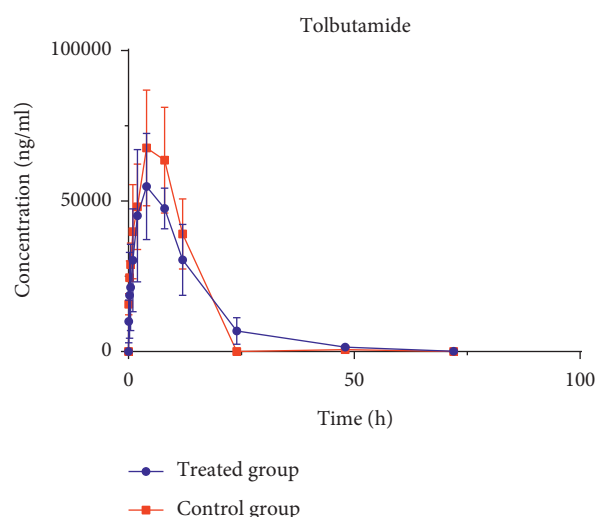 Tolbutamide
100000
50000
0
Concentration (ng/ml)
0
50
100
Time (h)
Treated group
Control group